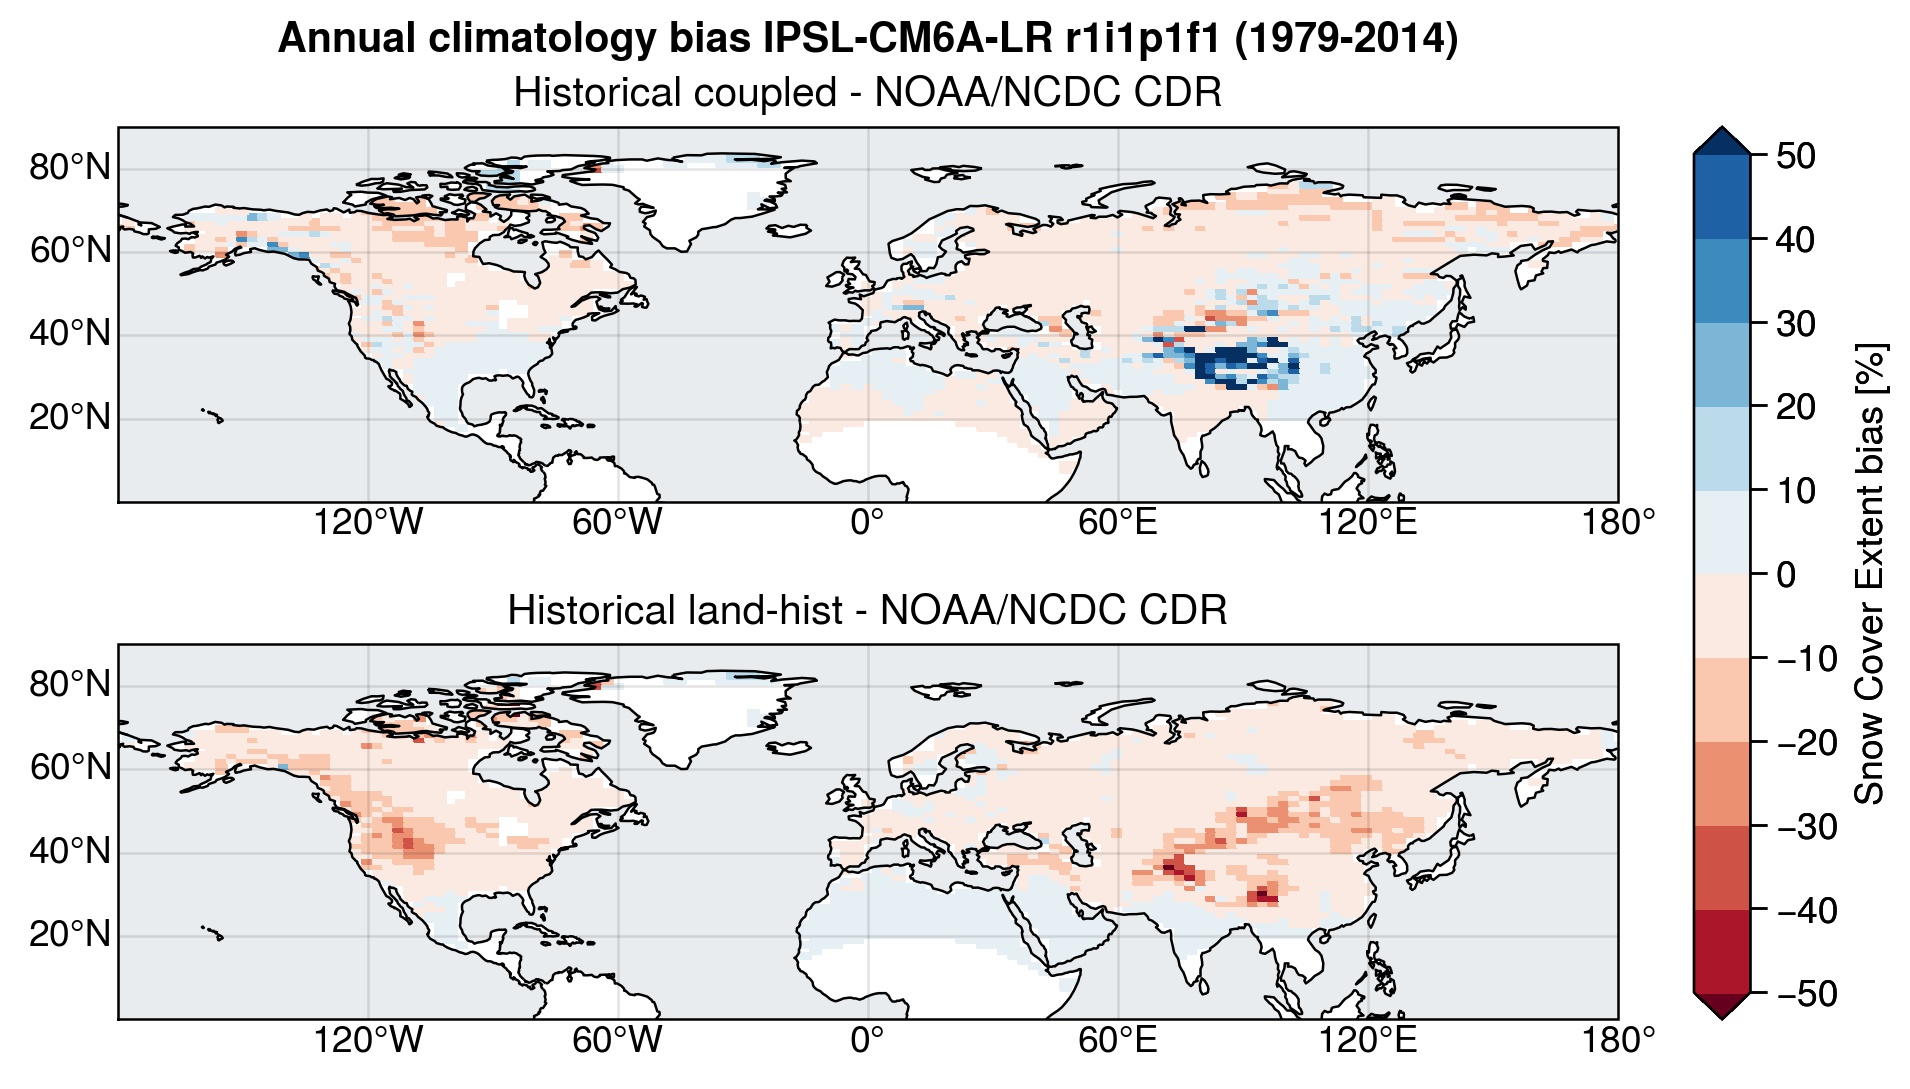 Annual climatology bias IPSL-CM6A-LR r1i1p1f1 (1979-2014)
Historical coupled - NOAA/NCDC CDR
80°N
60°N
40°N
20°N
120°W 60°W 0° 60°E 120°E 180°
Historical land-hist - NOAA/NCDC CDR
80°N
60°N
40°N
20°N
120°W 60°W 0° 60°E 120°E 180°
50
40
30
20
10
0
−10
−20
−30
−40
−50
Snow Cover Extent bias [%]